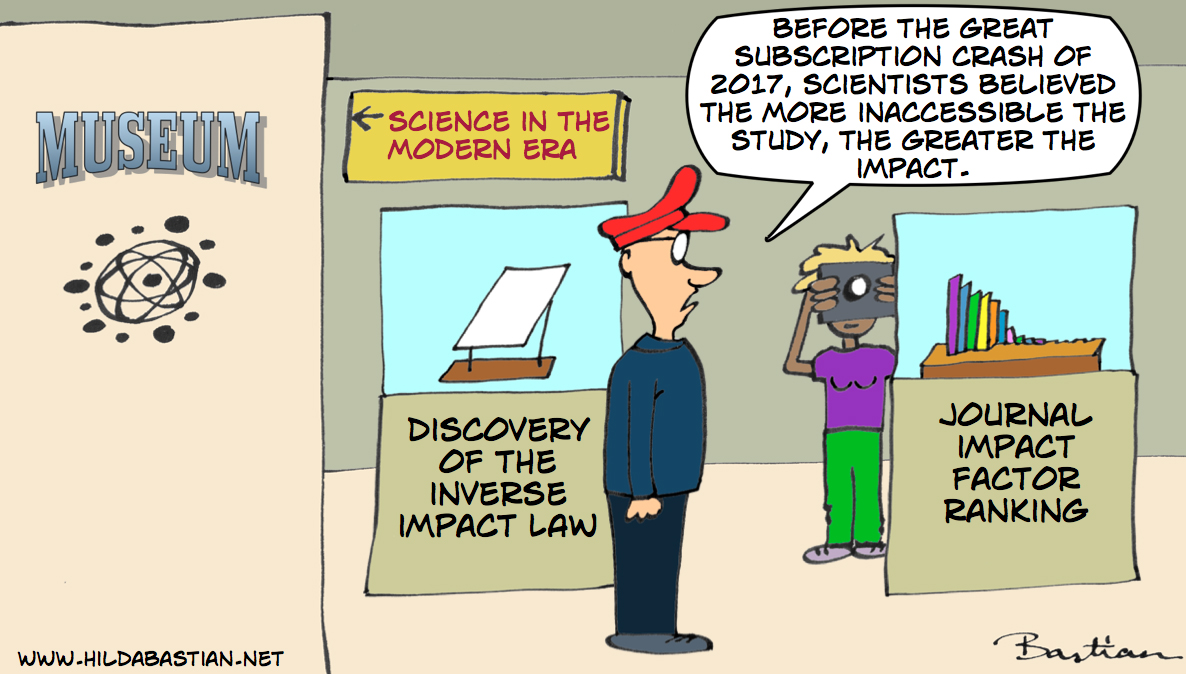 MUSEUM
← SCIENCE IN THE
MODERN ERA
BEFORE THE GREAT
SUBSCRIPTION CRASH OF
2017, SCIENTISTS BELIEVED
THE MORE INACCESSIBLE THE
STUDY, THE GREATER THE
IMPACT.
DISCOVERY
OF THE
INVERSE
IMPACT LAW
JOURNAL
IMPACT
FACTOR
RANKING
WWW.HILDABASTIAN.NET
Bastian